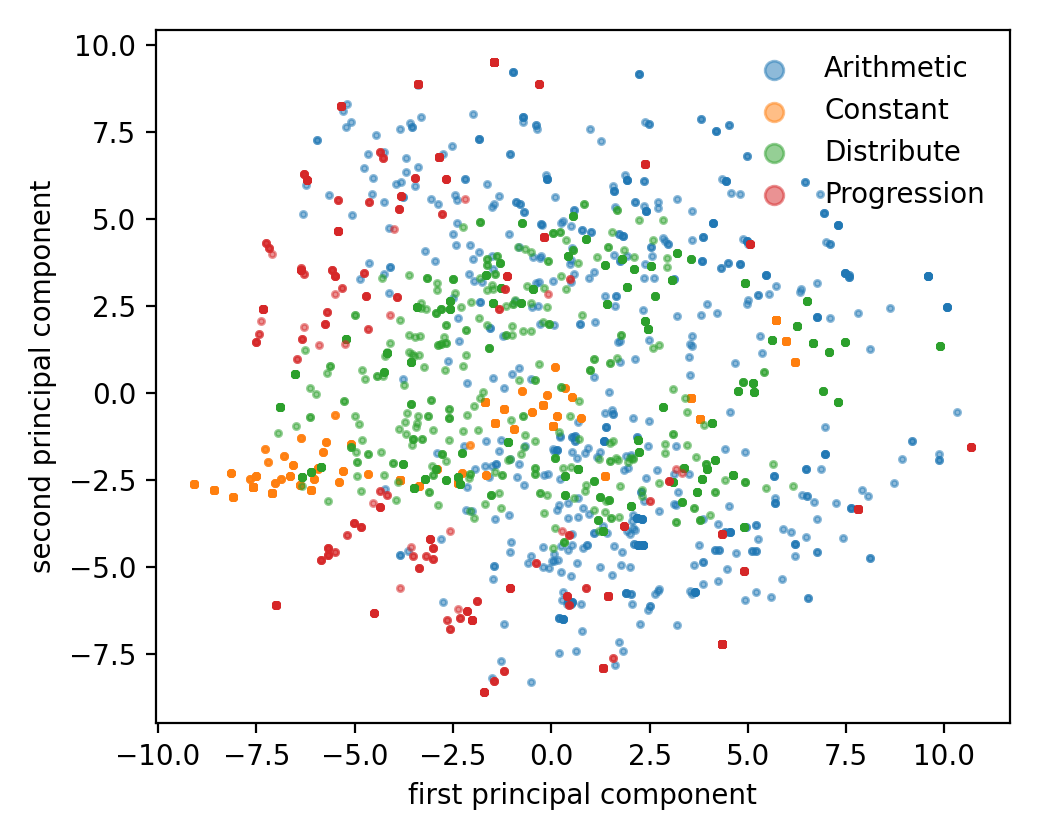 10.0
7.5
5.0
2.5
0.0
−2.5
−5.0
−7.5
second principal component
Arithmetic
Constant
Distribute
Progression
−10.0 −7.5 −5.0 −2.5 0.0 2.5 5.0 7.5 10.0
first principal component